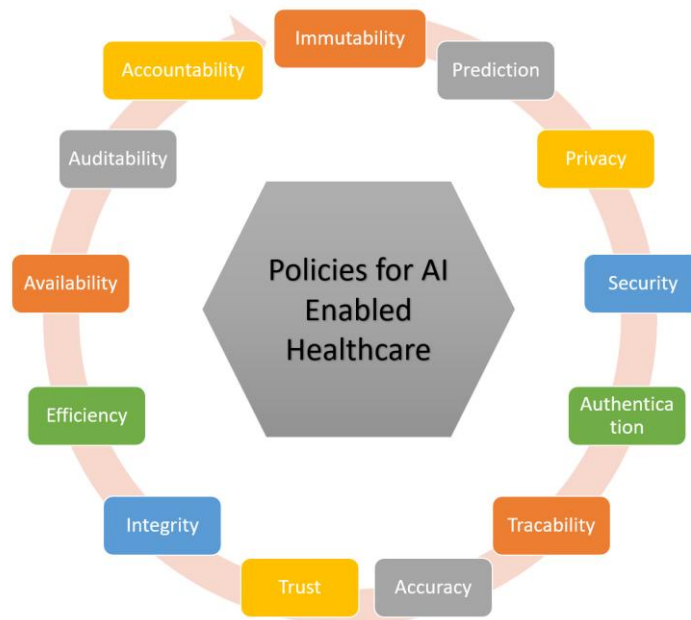 Immutability
Prediction
Privacy
Security
Authentica
tion
Tracability
Accuracy
Trust
Integrity
Efficiency
Availability
Auditability
Accountability
Policies for AI
Enabled
Healthcare